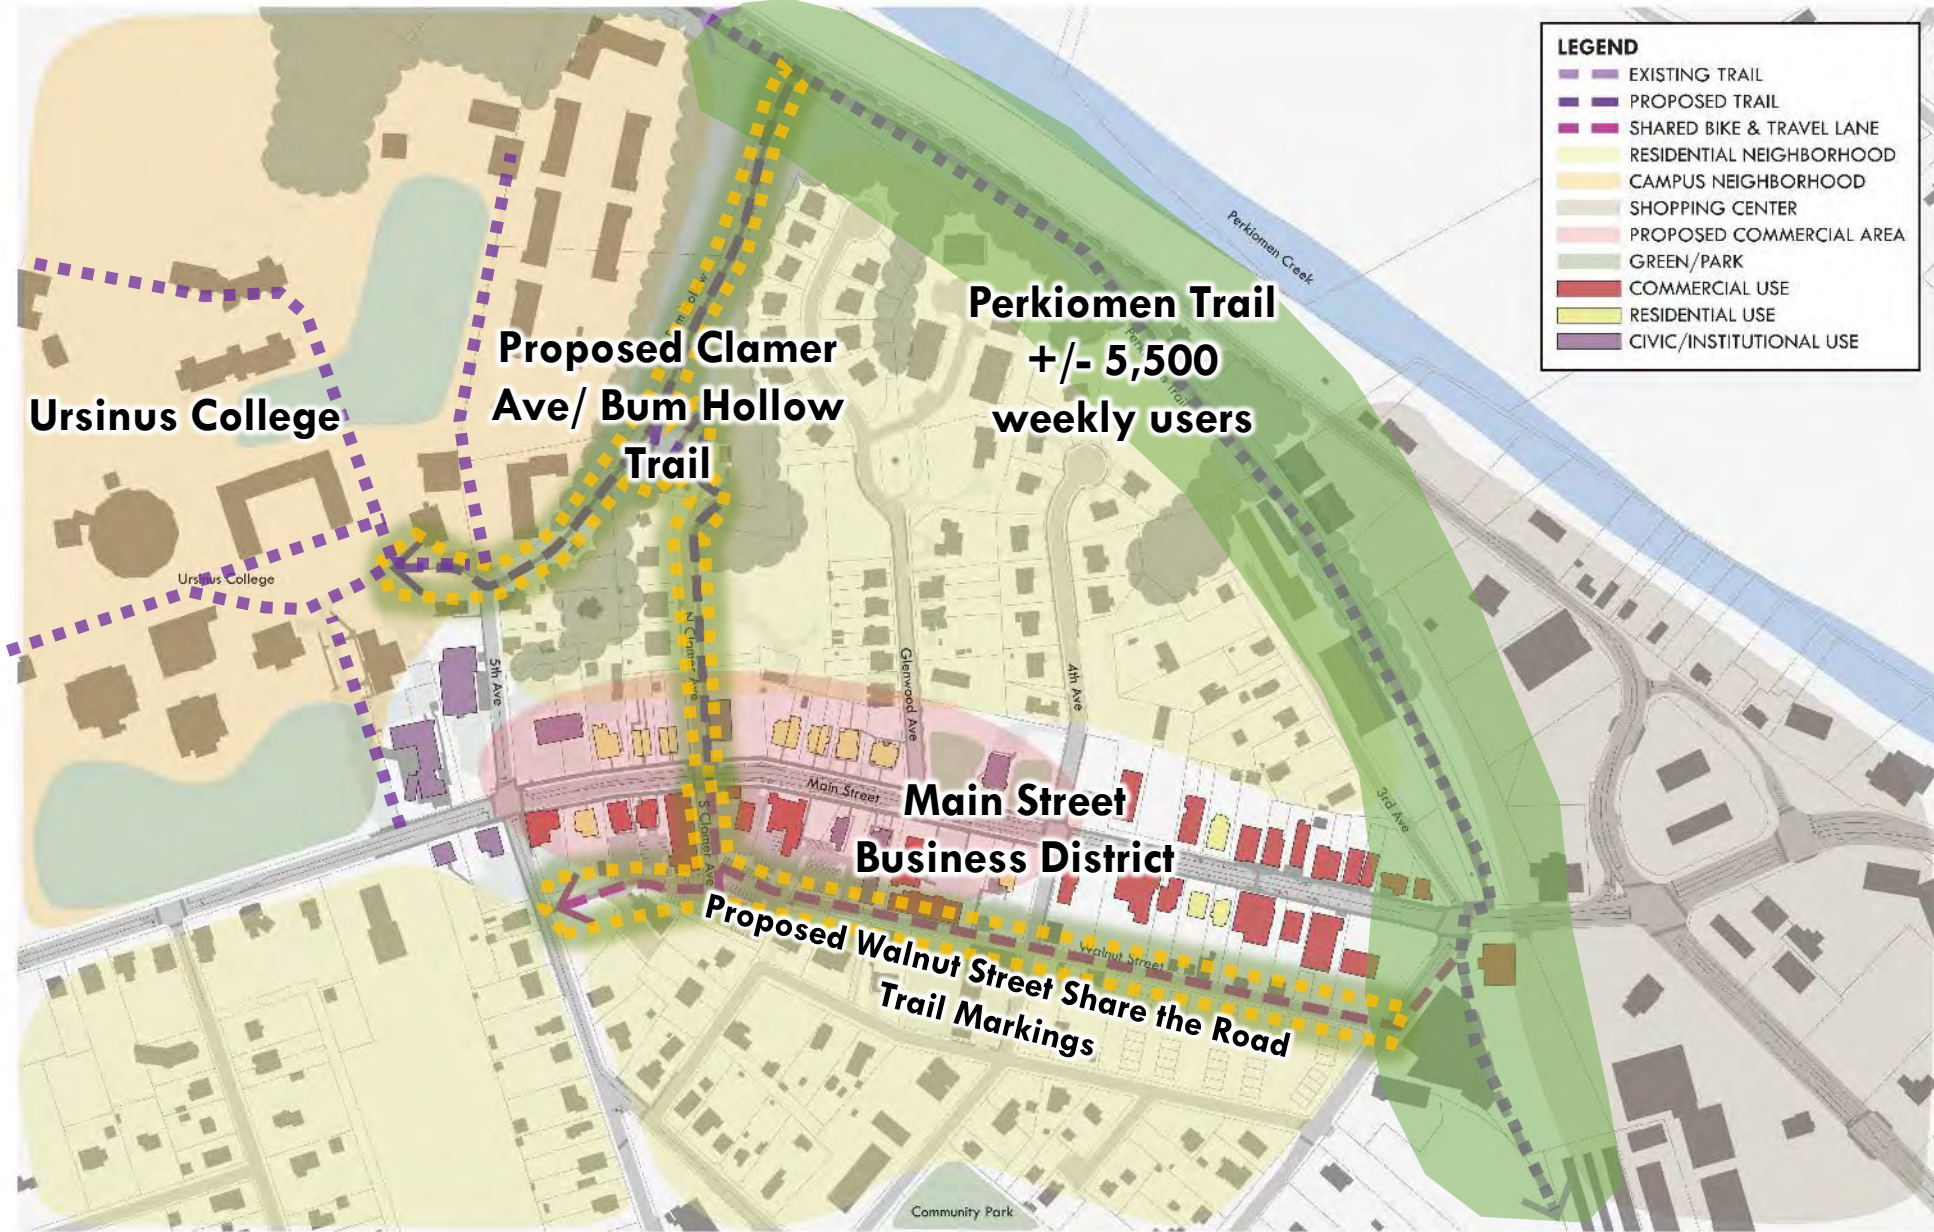 LEGEND
EXISTING TRAIL
PROPOSED TRAIL
SHARED BIKE & TRAVEL LANE
RESIDENTIAL NEIGHBORHOOD
CAMPUS NEIGHBORHOOD
SHOPPING CENTER
PROPOSED COMMERCIAL AREA
GREEN/PARK
COMMERCIAL USE
RESIDENTIAL USE
CIVIC/INSTITUTIONAL USE
Perkiomen Creek
Perkiomen Trail
+/- 5,500
weekly users
Proposed Clamer
Ave/ Bum Hollow
Trail
Ursinus College
Ursinus College
5th Ave
N Clamer Ave
Glenwood Ave
4th Ave
3rd Ave
Main Street
S Clamer Ave
Main Street
Business District
Walnut Street
Proposed Walnut Street Share the Road
Trail Markings
Community Park